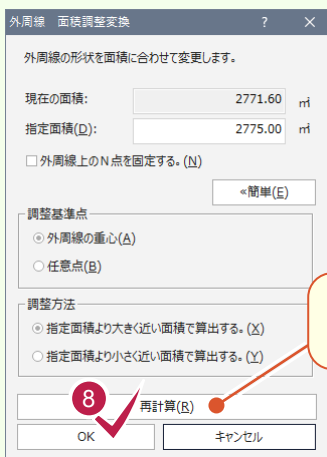 外周線 面積調整変換 ? ×
外周線の形状を面積に合わせて変更します。
現在の面積: 2771.60 ㎡
指定面積(D): 2775.00 ㎡
外周線上のN点を固定する。(N)
«簡単(E)
調整基準点
外周線の重心(A)
任意点(B)
調整方法
指定面積より大きく近い面積で算出する。(X)
指定面積より小さく近い面積で算出する。(Y)
8
再計算(R)
OK キャンセル